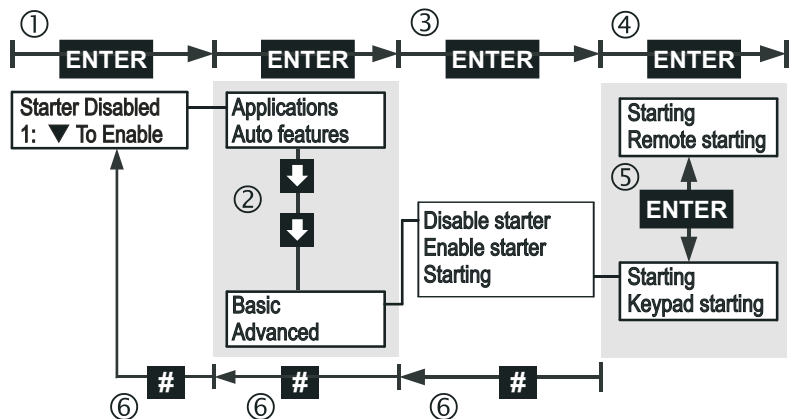 ① ③ ④
ENTER ENTER ENTER ENTER
Starter Disabled
1: ▼ To Enable
Applications
Auto features
②
Basic
Advanced
Disable starter
Enable starter
Starting
Starting
Remote starting
⑤
ENTER
Starting
Keypad starting
# # #
⑥ ⑥ ⑥